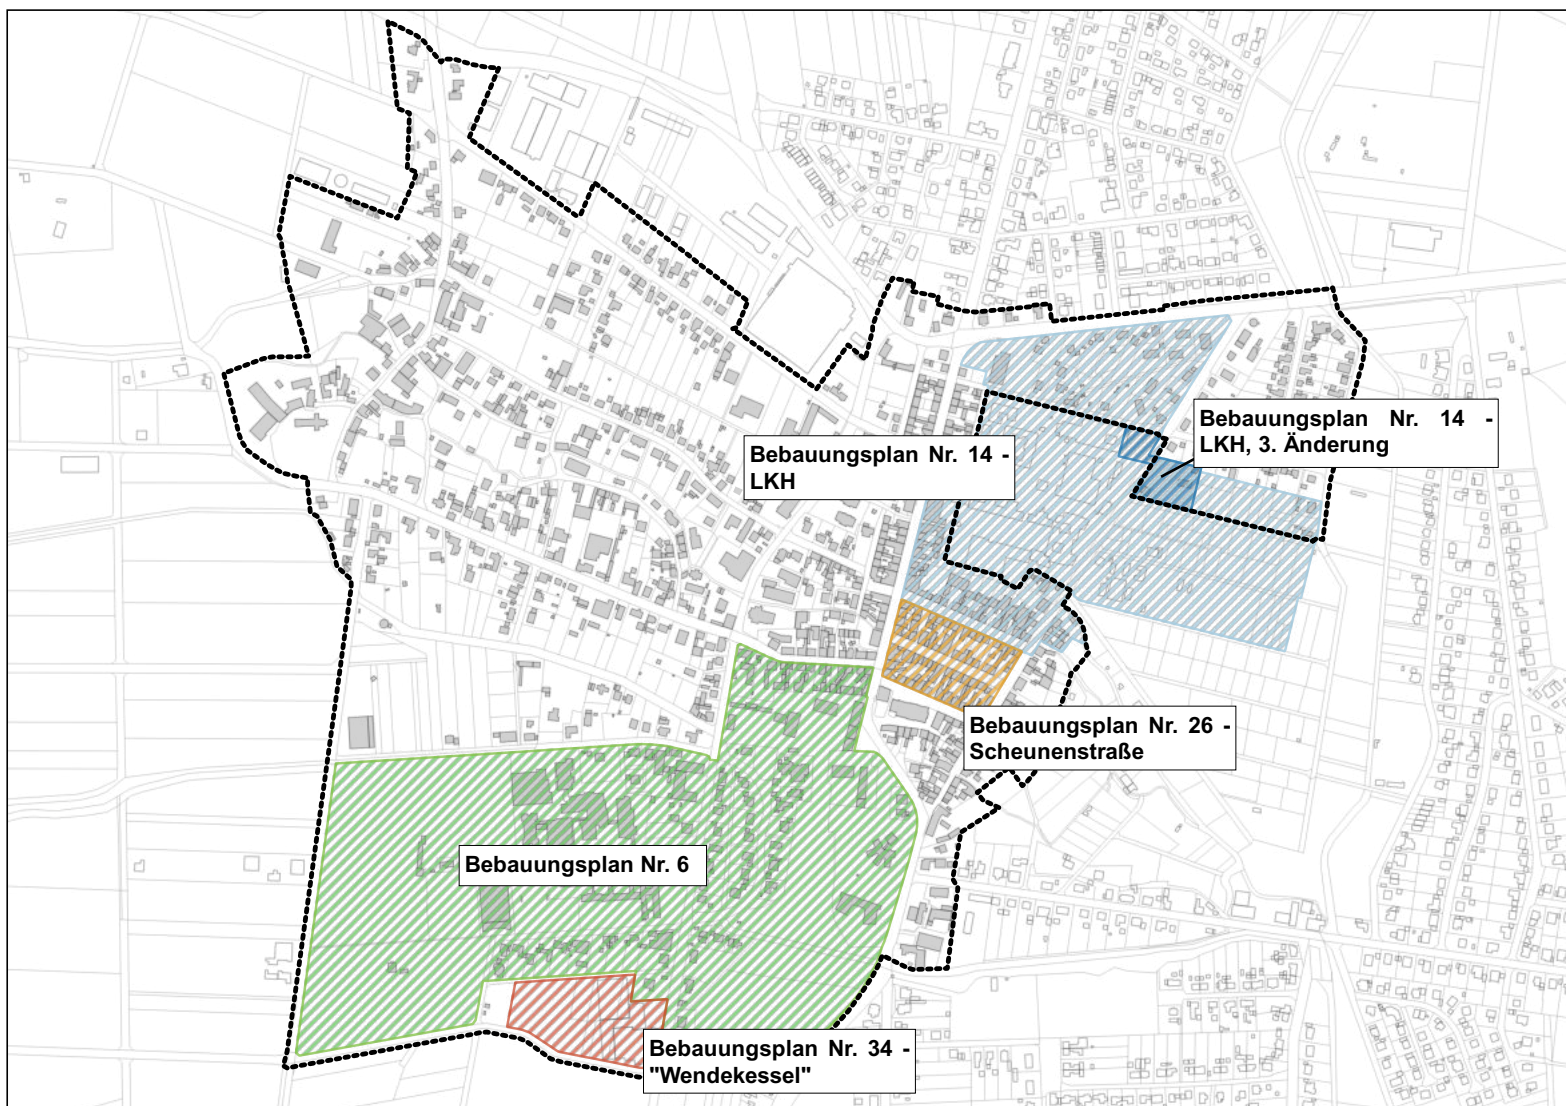 Bebauungsplan Nr. 14 -
LKH, 3. Änderung
Bebauungsplan Nr. 14 -
LKH
Bebauungsplan Nr. 26 -
Scheunenstraße
Bebauungsplan Nr. 6
Bebauungsplan Nr. 34 -
"Wendekessel"